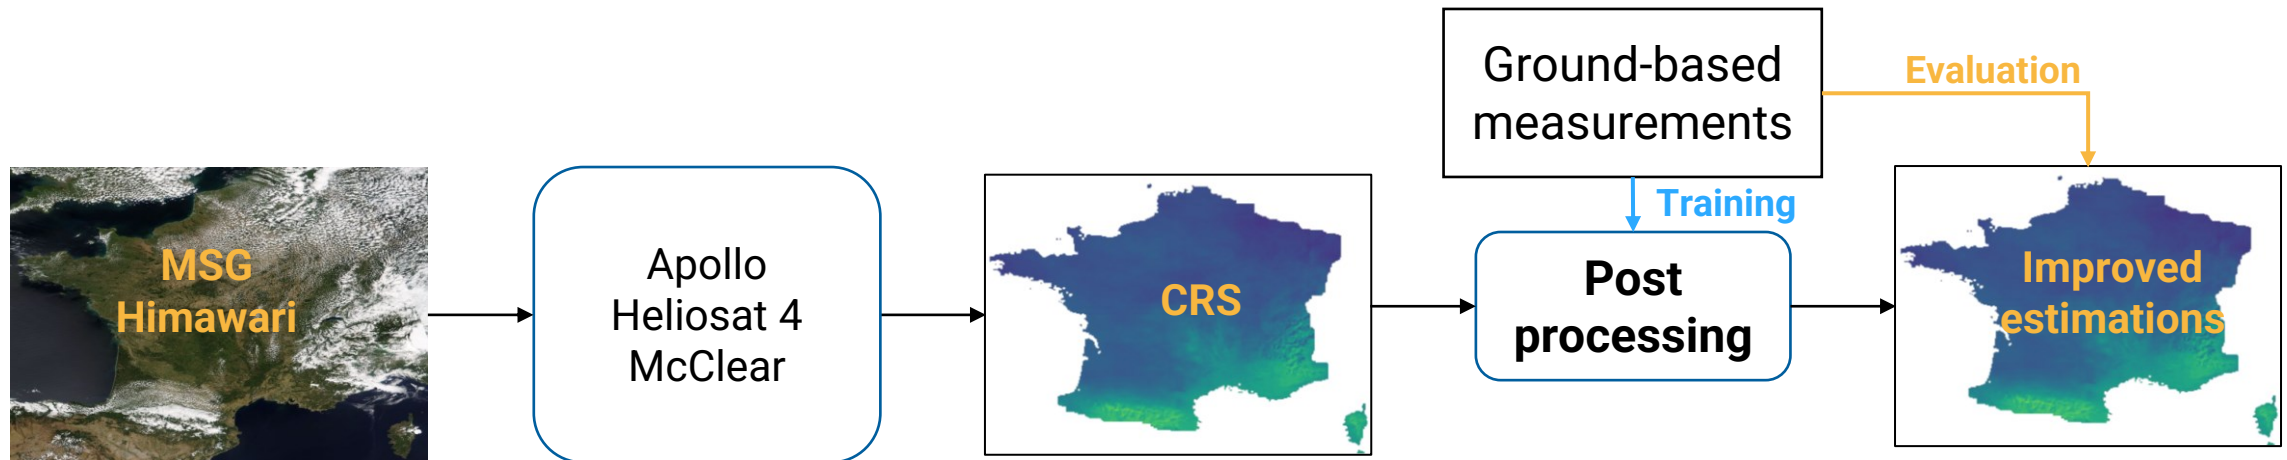 MSG
Himawari
Apollo
Heliosat 4
McClear
CRS
Ground-based
measurements
Training
Evaluation
Post
processing
Improved
estimations